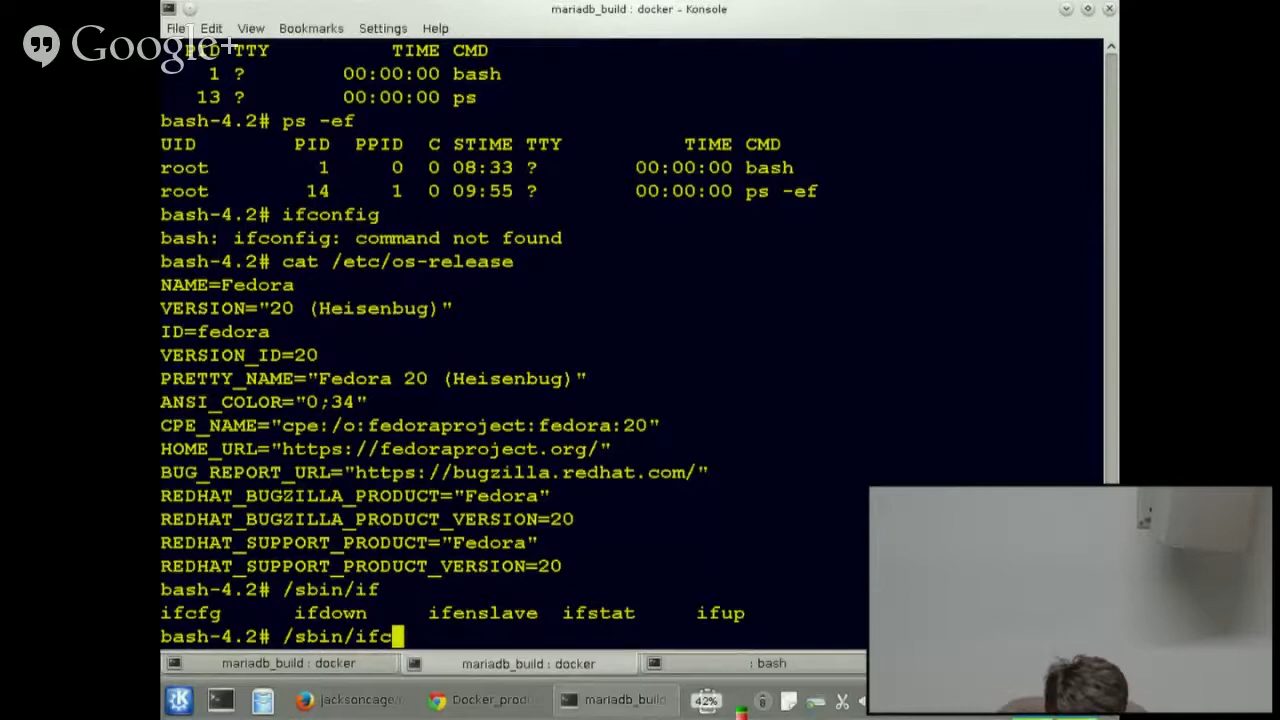 mariadb_build : docker - Konsole
File Edit View Bookmarks Settings Help
Google+
PID TTY TIME CMD
1 ? 00:00:00 bash
13 ? 00:00:00 ps
bash-4.2# ps -ef
UID PID PPID C STIME TTY TIME CMD
root 1 0 0 08:33 ? 00:00:00 bash
root 14 1 0 09:55 ? 00:00:00 ps -ef
bash-4.2# ifconfig
bash: ifconfig: command not found
bash-4.2# cat /etc/os-release
NAME=Fedora
VERSION="20 (Heisenbug)"
ID=fedora
VERSION_ID=20
PRETTY_NAME="Fedora 20 (Heisenbug)"
ANSI_COLOR="0;34"
CPE_NAME="cpe:/o:fedoraproject:fedora:20"
HOME_URL="https://fedoraproject.org/"
BUG_REPORT_URL="https://bugzilla.redhat.com/"
REDHAT_BUGZILLA_PRODUCT="Fedora"
REDHAT_BUGZILLA_PRODUCT_VERSION=20
REDHAT_SUPPORT_PRODUCT="Fedora"
REDHAT_SUPPORT_PRODUCT_VERSION=20
bash-4.2# /sbin/if
ifcfg ifdown ifenslave ifstat ifup
bash-4.2# /sbin/ifc
mariadb_build : docker mariadb_build : docker : bash
jacksoncage/ Docker_produ mariadb_build 42%